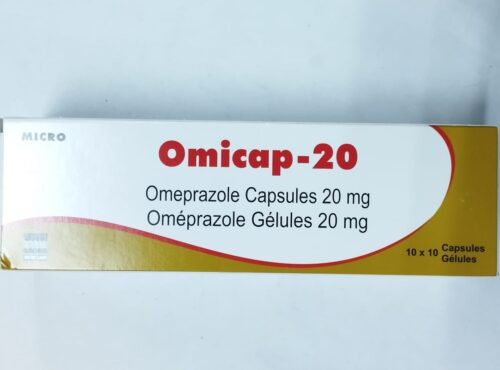 MICRO
Omicap-20
Omeprazole Capsules 20 mg
Oméprazole Gélules 20 mg
10 x 10 Capsules
Gélules